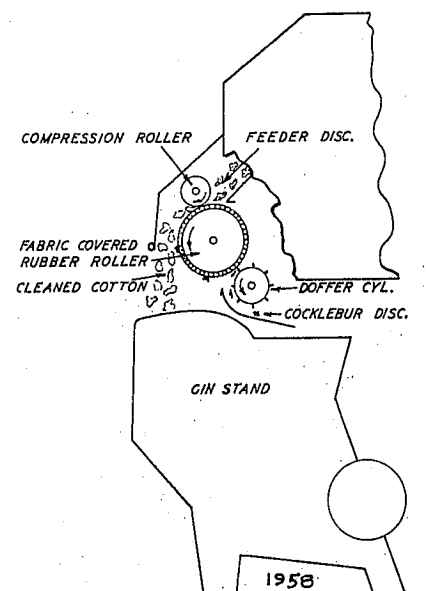 COMPRESSION ROLLER
FEEDER DISC.
FABRIC COVERED
RUBBER ROLLER
CLEANED COTTON
DOFFER CYL.
COCKLEBUR DISC.
GIN STAND
1958